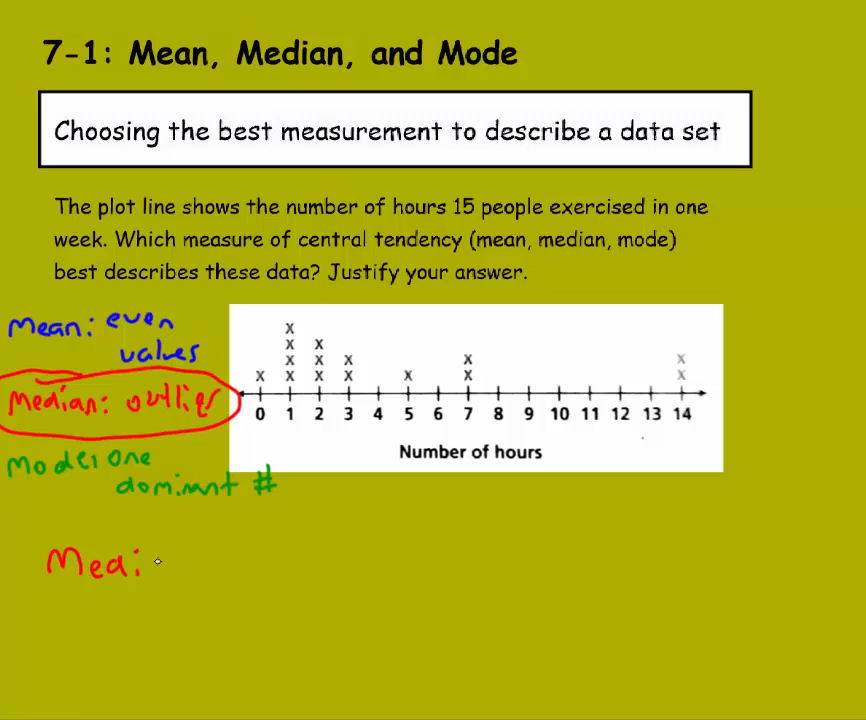 7-1: Mean, Median, and Mode
Choosing the best measurement to describe a data set
The plot line shows the number of hours 15 people exercised in one
week. Which measure of central tendency (mean, median, mode)
best describes these data? Justify your answer.
Mean: even
values
Median: outlier
Mode: One
dominant #
x
x x
x x x x x
x x x x x x x
0 1 2 3 4 5 6 7 8 9 10 11 12 13 14
Number of hours
Medi